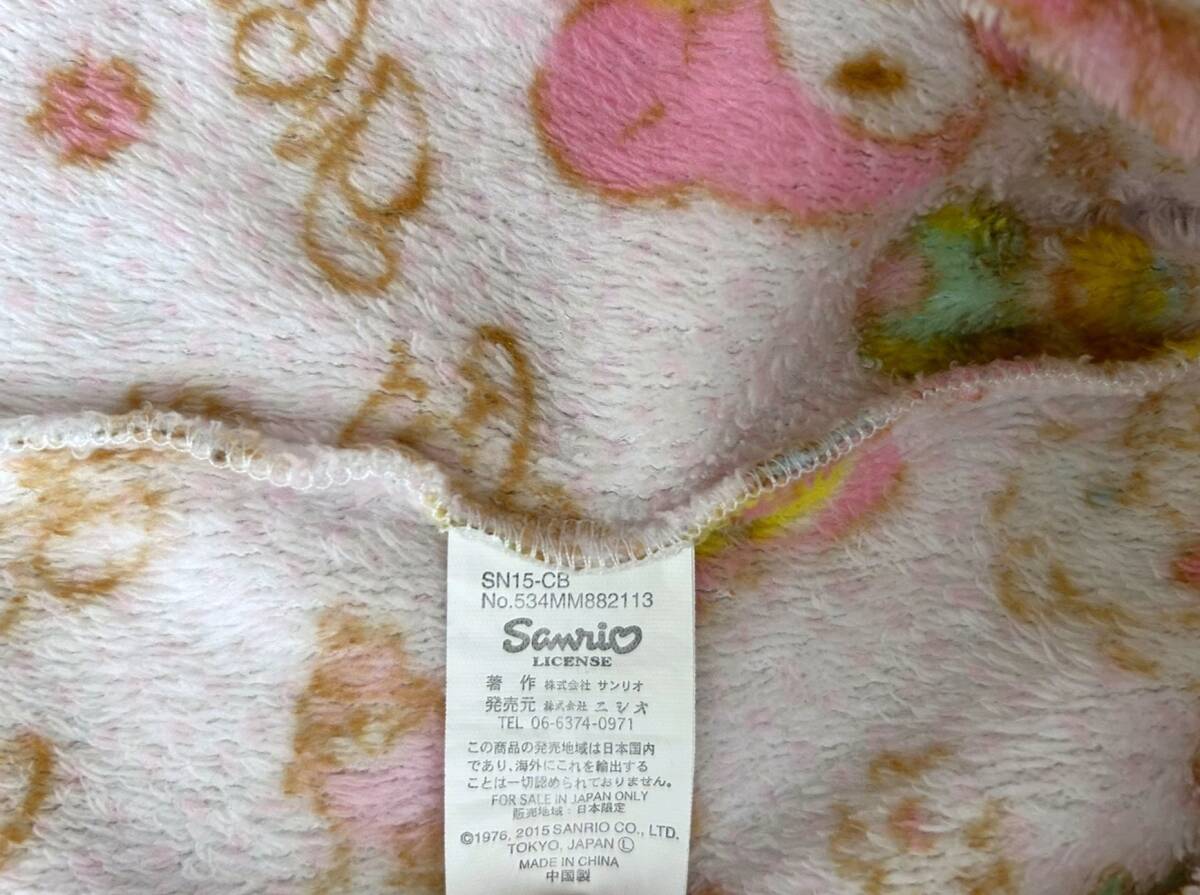 SN15-CB
No.534MM882113
Sanrio
LICENSE
著 作 株式会社 サンリオ
発売元 株式会社 ニシオ
TEL 06-6374-0971
この商品の発売地域は日本国内
であり、海外にこれを輸出する
ことは一切認められておりません。
FOR SALE IN JAPAN ONLY
販売地域:日本限定
©1976, 2015 SANRIO CO., LTD.
TOKYO, JAPAN Ⓛ
MADE IN CHINA
中国製